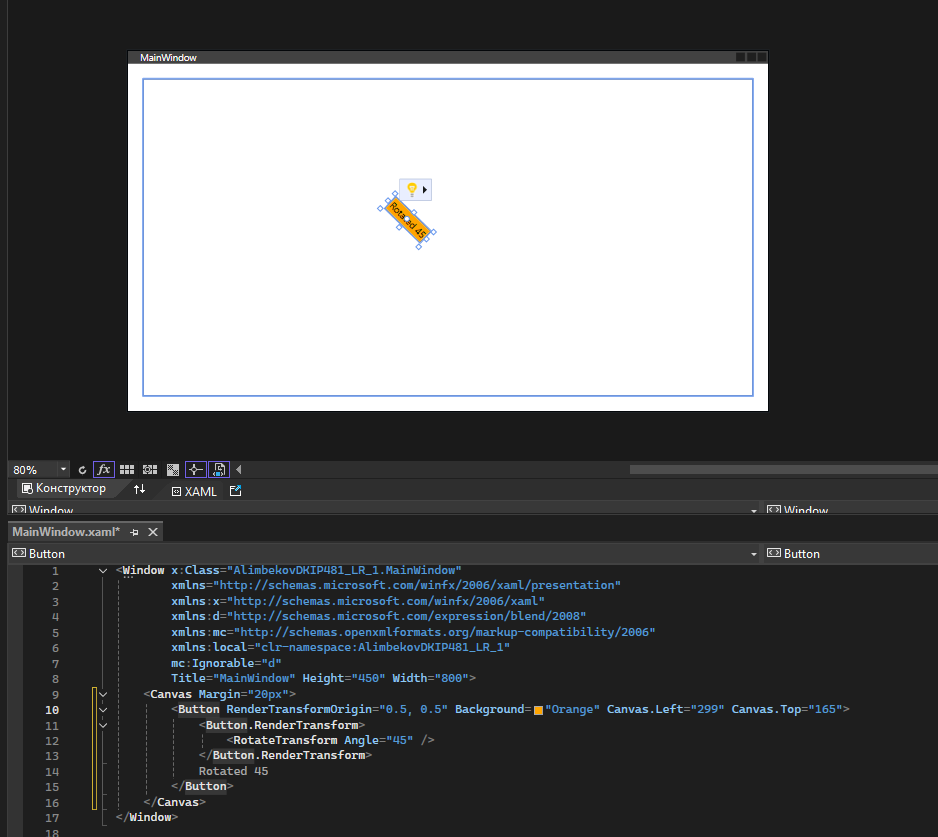 MainWindow
Rotated 45
80%
fx
Конструктор
XAML
Window
Window
MainWindow.xaml*
Button
Button
1 <Window x:Class="AlimbekovDKIP481_LR_1.MainWindow"
2 xmlns="http://schemas.microsoft.com/winfx/2006/xaml/presentation"
3 xmlns:x="http://schemas.microsoft.com/winfx/2006/xaml"
4 xmlns:d="http://schemas.microsoft.com/expression/blend/2008"
5 xmlns:mc="http://schemas.openxmlformats.org/markup-compatibility/2006"
6 xmlns:local="clr-namespace:AlimbekovDKIP481_LR_1"
7 mc:Ignorable="d"
8 Title="MainWindow" Height="450" Width="800">
9 <Canvas Margin="20px">
10 <Button RenderTransformOrigin="0.5, 0.5" Background="Orange" Canvas.Left="299" Canvas.Top="165">
11 <Button.RenderTransform>
12 <RotateTransform Angle="45" />
13 </Button.RenderTransform>
14 Rotated 45
15 </Button>
16 </Canvas>
17 </Window>
18